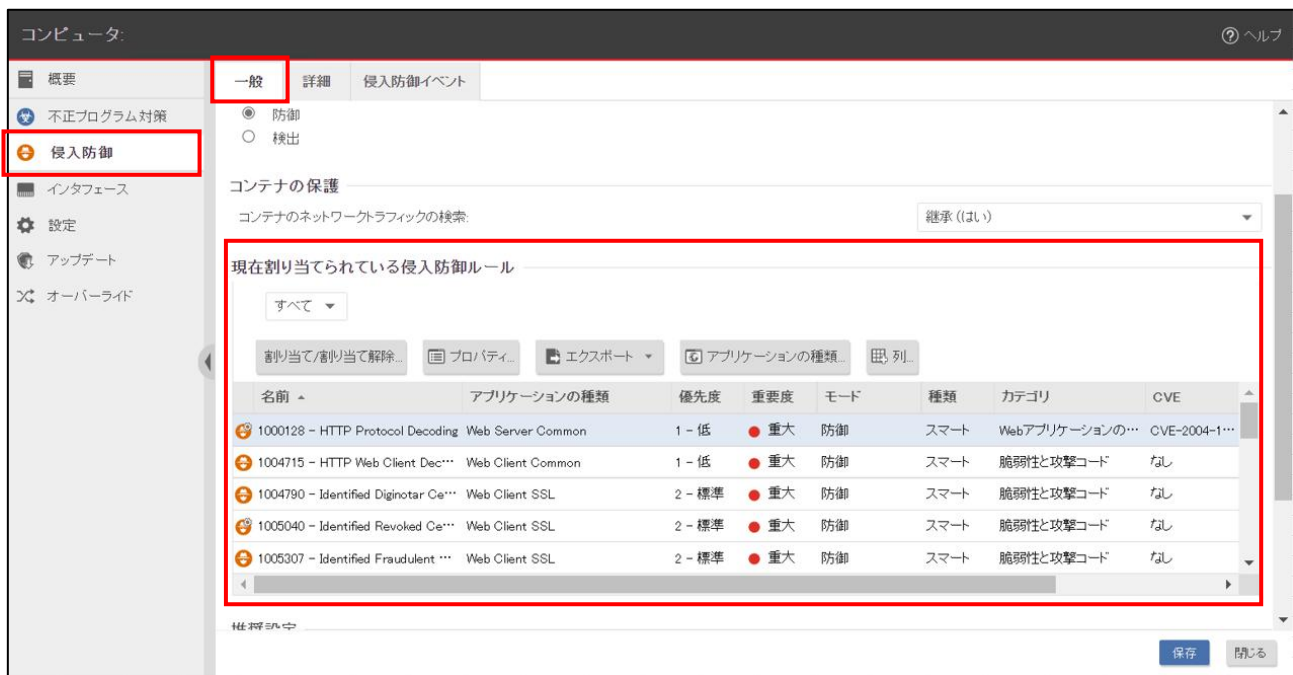 コンピュータ:
ヘルプ
概要
不正プログラム対策
侵入防御
インタフェース
設定
アップデート
オーバーライド
一般 詳細 侵入防御イベント
防御
検出
コンテナの保護
コンテナのネットワークトラフィックの検索: 継承 ((はい)
現在割り当てられている侵入防御ルール
すべて
割り当て/割り当て解除... プロパティ... エクスポート アプリケーションの種類... 列...
名前 アプリケーションの種類 優先度 重要度 モード 種類 カテゴリ CVE
1000128 - HTTP Protocol Decoding Web Server Common 1 - 低 重大 防御 スマート Webアプリケーションの… CVE-2004-1…
1004715 - HTTP Web Client Dec… Web Client Common 1 - 低 重大 防御 スマート 脆弱性と攻撃コード なし
1004790 - Identified Diginotar Ce… Web Client SSL 2 - 標準 重大 防御 スマート 脆弱性と攻撃コード なし
1005040 - Identified Revoked Ce… Web Client SSL 2 - 標準 重大 防御 スマート 脆弱性と攻撃コード なし
1005307 - Identified Fraudulent … Web Client SSL 2 - 標準 重大 防御 スマート 脆弱性と攻撃コード なし
推奨設定
保存 閉じる